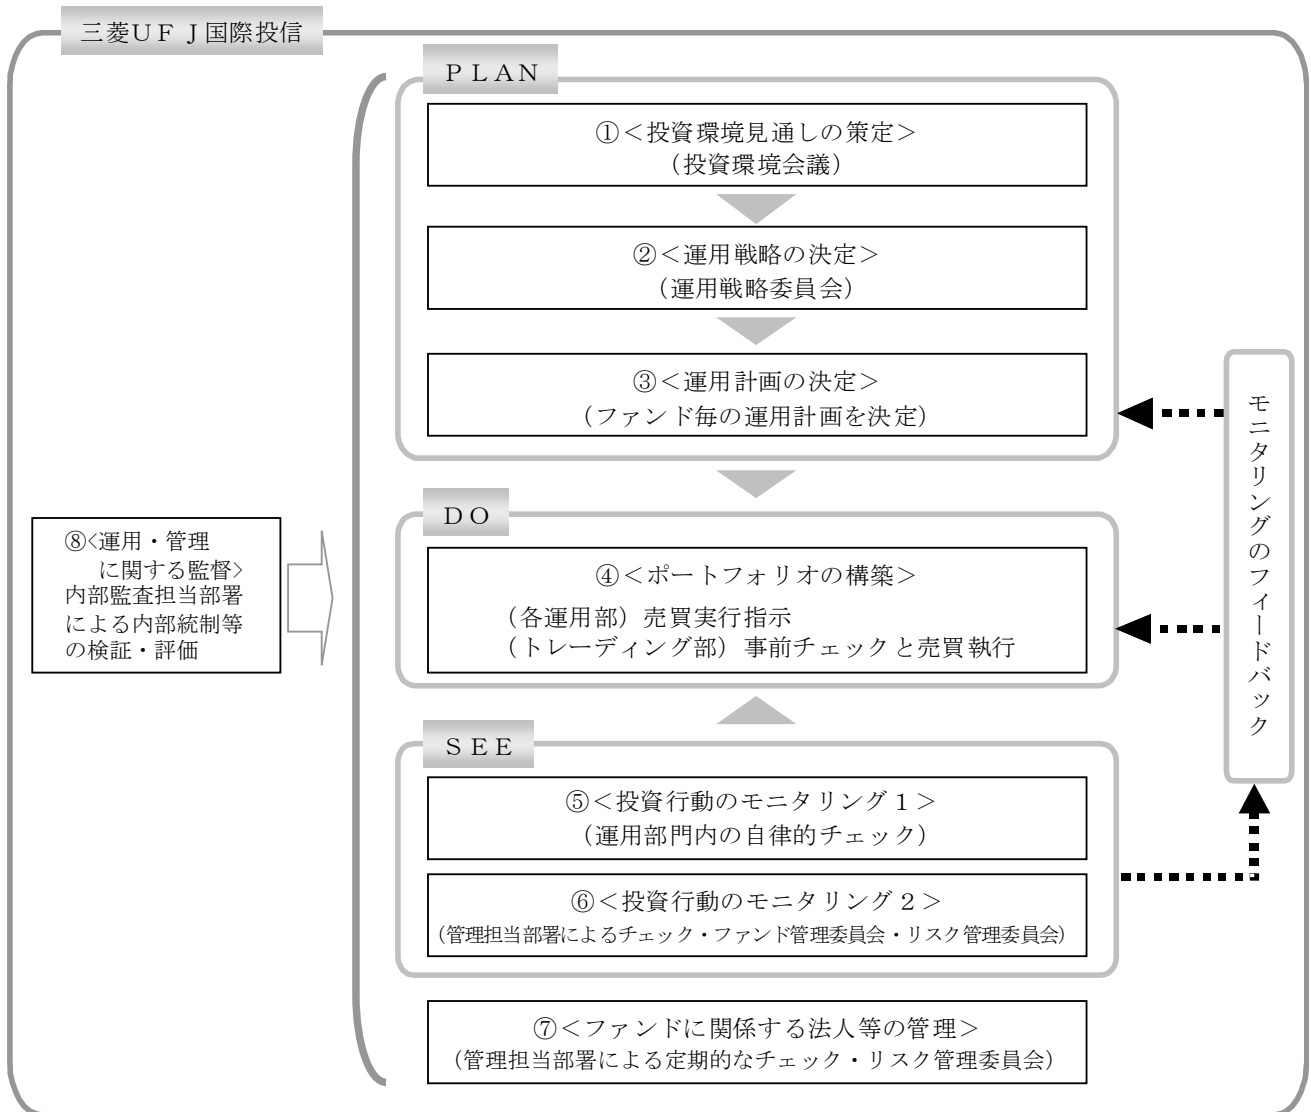 三菱ＵＦＪ国際投信
ＰＬＡＮ
①＜投資環境見通しの策定＞
（投資環境会議）
②＜運用戦略の決定＞
（運用戦略委員会）
③＜運用計画の決定＞
（ファンド毎の運用計画を決定）
ＤＯ
④＜ポートフォリオの構築＞
（各運用部）売買実行指示
（トレーディング部）事前チェックと売買執行
ＳＥＥ
⑤＜投資行動のモニタリング１＞
（運用部門内の自律的チェック）
⑥＜投資行動のモニタリング２＞
（管理担当部署によるチェック・ファンド管理委員会・リスク管理委員会）
⑦＜ファンドに関係する法人等の管理＞
（管理担当部署による定期的なチェック・リスク管理委員会）
⑧<運用・管理
に関する監督>
内部監査担当部署
による内部統制等
の検証・評価
モニタリングのフィードバック